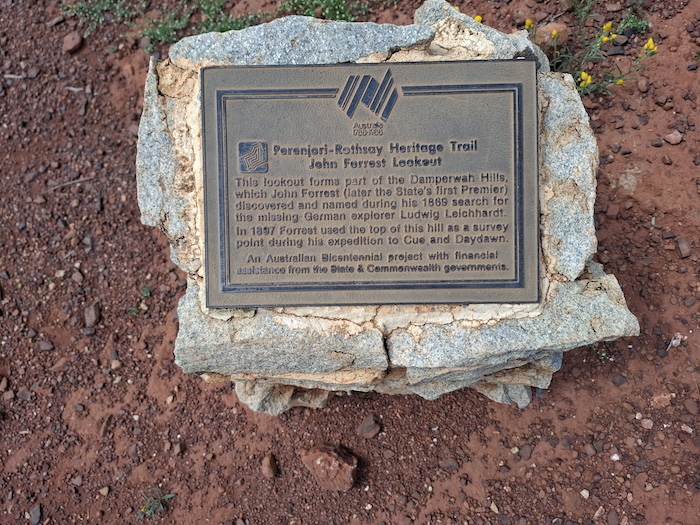 Australia
1788-1988
Perenjori-Rothsay Heritage Trail
John Forrest Lookout
This lookout forms part of the Damperwah Hills,
which John Forrest (later the State's first Premier)
discovered and named during his 1869 search for
the missing German explorer Ludwig Leichhardt.
In 1897 Forrest used the top of this hill as a survey
point during his expedition to Cue and Daydawn.
An Australian Bicentennial project with financial
assistance from the State & Commonwealth governments.